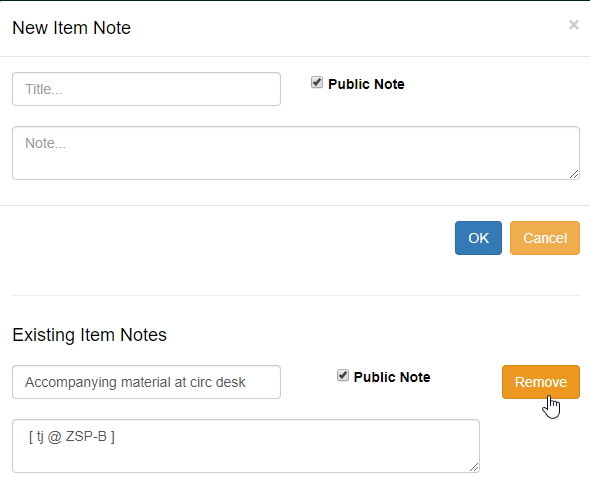 New Item Note ×
Title... Public Note
Note...
OK Cancel
Existing Item Notes
Accompanying material at circ desk Public Note Remove
[ tj @ ZSP-B ]